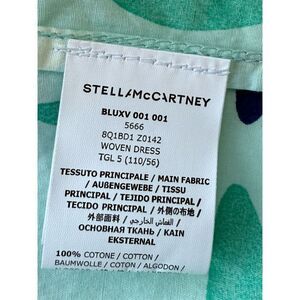 STELLAMcCARTNEY
BLUXV 001 001
5666
8Q1BD1 Z0142
WOVEN DRESS
TGL 5 (110/56)
TESSUTO PRINCIPALE / MAIN FABRIC
/ AUßENGEWEBE / TISSU
PRINCIPAL / TEJIDO PRINCIPAL /
TECIDO PRINCIPAL / 外側の布地 /
外部面料 / القماش الخارجي /
ОСНОВНАЯ ТКАНЬ / KAIN
EKSTERNAL
100% COTONE / COTTON /
BAUMWOLLE / COTON /
ALGODON /